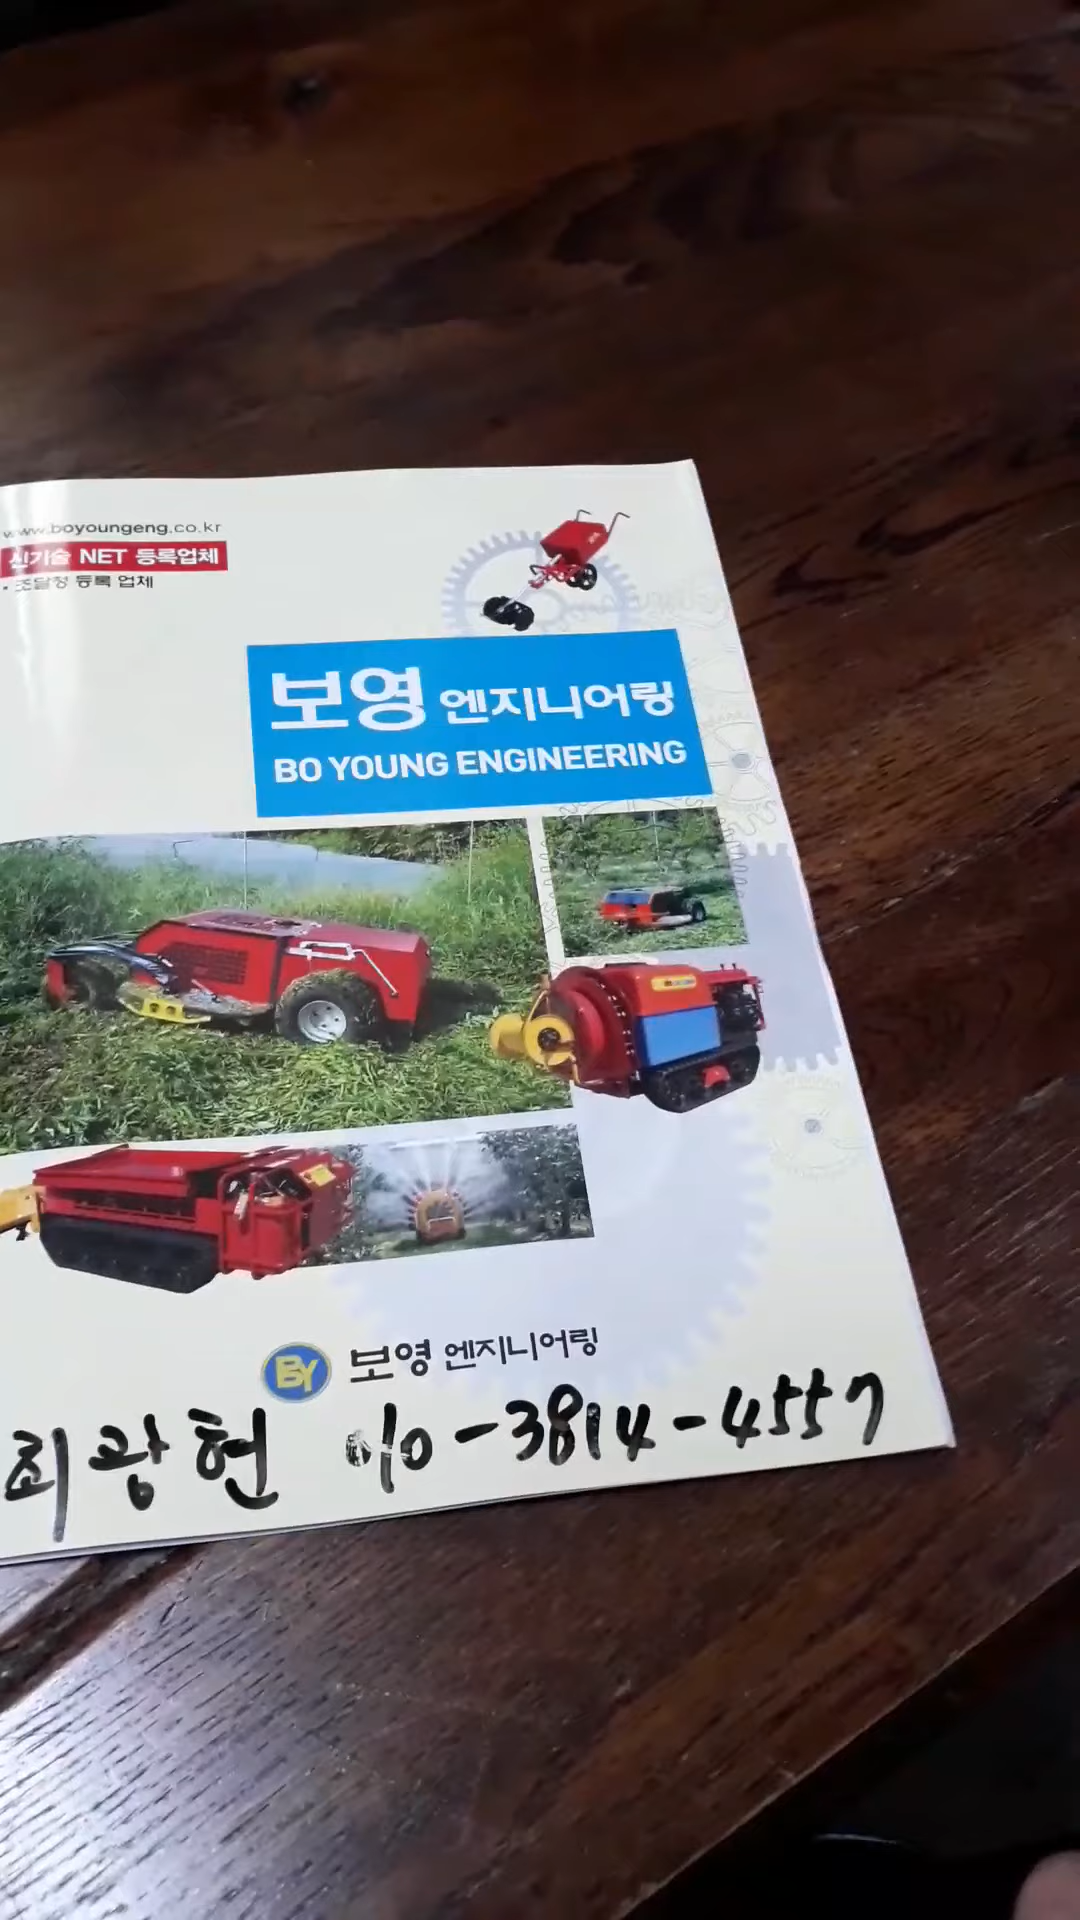 www.boyoungeng.co.kr
신기술 NET 등록업체
• 조달청 등록 업체
보영 엔지니어링
BO YOUNG ENGINEERING
BY 보영 엔지니어링
최광현 010-3814-4557